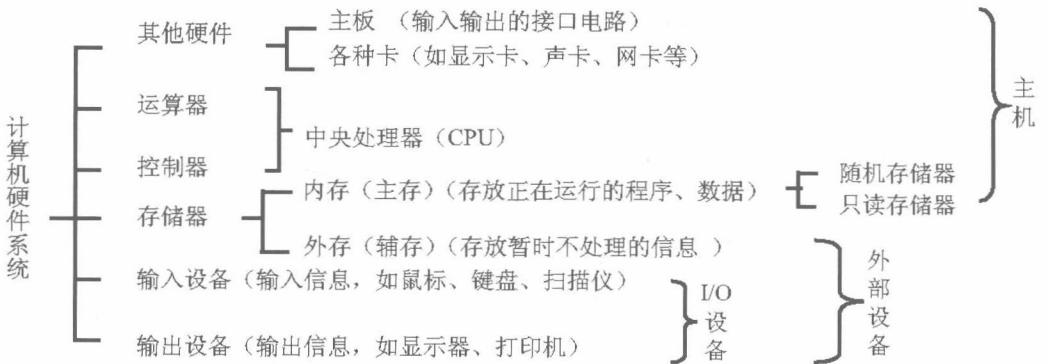 其他硬件
主板 （输入输出的接口电路）
各种卡（如显示卡、声卡、网卡等）
运算器
中央处理器（CPU）
控制器
计算机硬件系统
存储器
内存（主存）（存放正在运行的程序、数据）
随机存储器
只读存储器
主机
外存（辅存）（存放暂时不处理的信息 ）
输入设备（输入信息，如鼠标、键盘、扫描仪）
输出设备（输出信息，如显示器、打印机）
I/O设备
外部设备